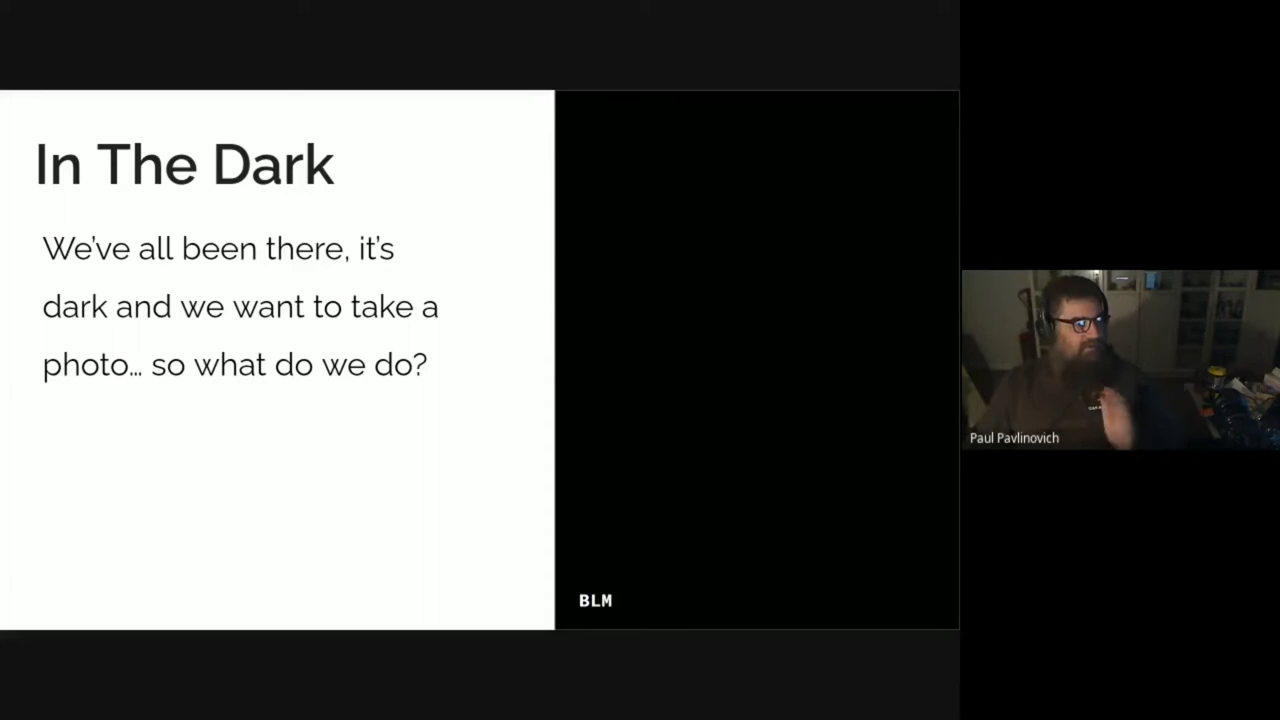 In The Dark
We've all been there, it's
dark and we want to take a
photo… so what do we do?
BLM
Paul Pavlinovich